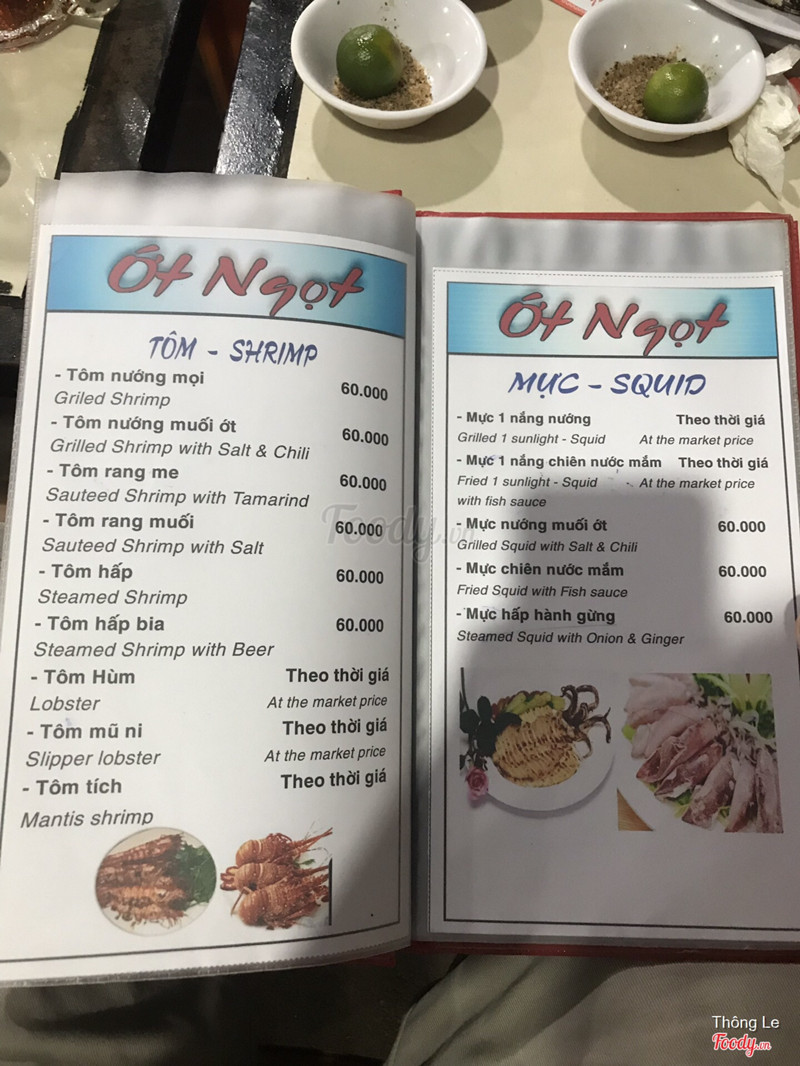 Ớt Ngọt
TÔM - SHRIMP
- Tôm nướng mọi 60.000
Griled Shrimp
- Tôm nướng muối ớt 60.000
Grilled Shrimp with Salt & Chili
- Tôm rang me 60.000
Sauteed Shrimp with Tamarind
- Tôm rang muối 60.000
Sauteed Shrimp with Salt
- Tôm hấp 60.000
Steamed Shrimp
- Tôm hấp bia 60.000
Steamed Shrimp with Beer
- Tôm Hùm Theo thời giá
Lobster At the market price
- Tôm mũ ni Theo thời giá
Slipper lobster At the market price
- Tôm tích Theo thời giá
Mantis shrimp
Ớt Ngọt
MỰC - SQUID
- Mực 1 nắng nướng Theo thời giá
Grilled 1 sunlight - Squid At the market price
- Mực 1 nắng chiên nước mắm Theo thời giá
Fried 1 sunlight - Squid - At the market price
with fish sauce
- Mực nướng muối ớt 60.000
Grilled Squid with Salt & Chili
- Mực chiên nước mắm 60.000
Fried Squid with Fish sauce
- Mực hấp hành gừng 60.000
Steamed Squid with Onion & Ginger
Foody.vn
Thông Le
Foody.vn